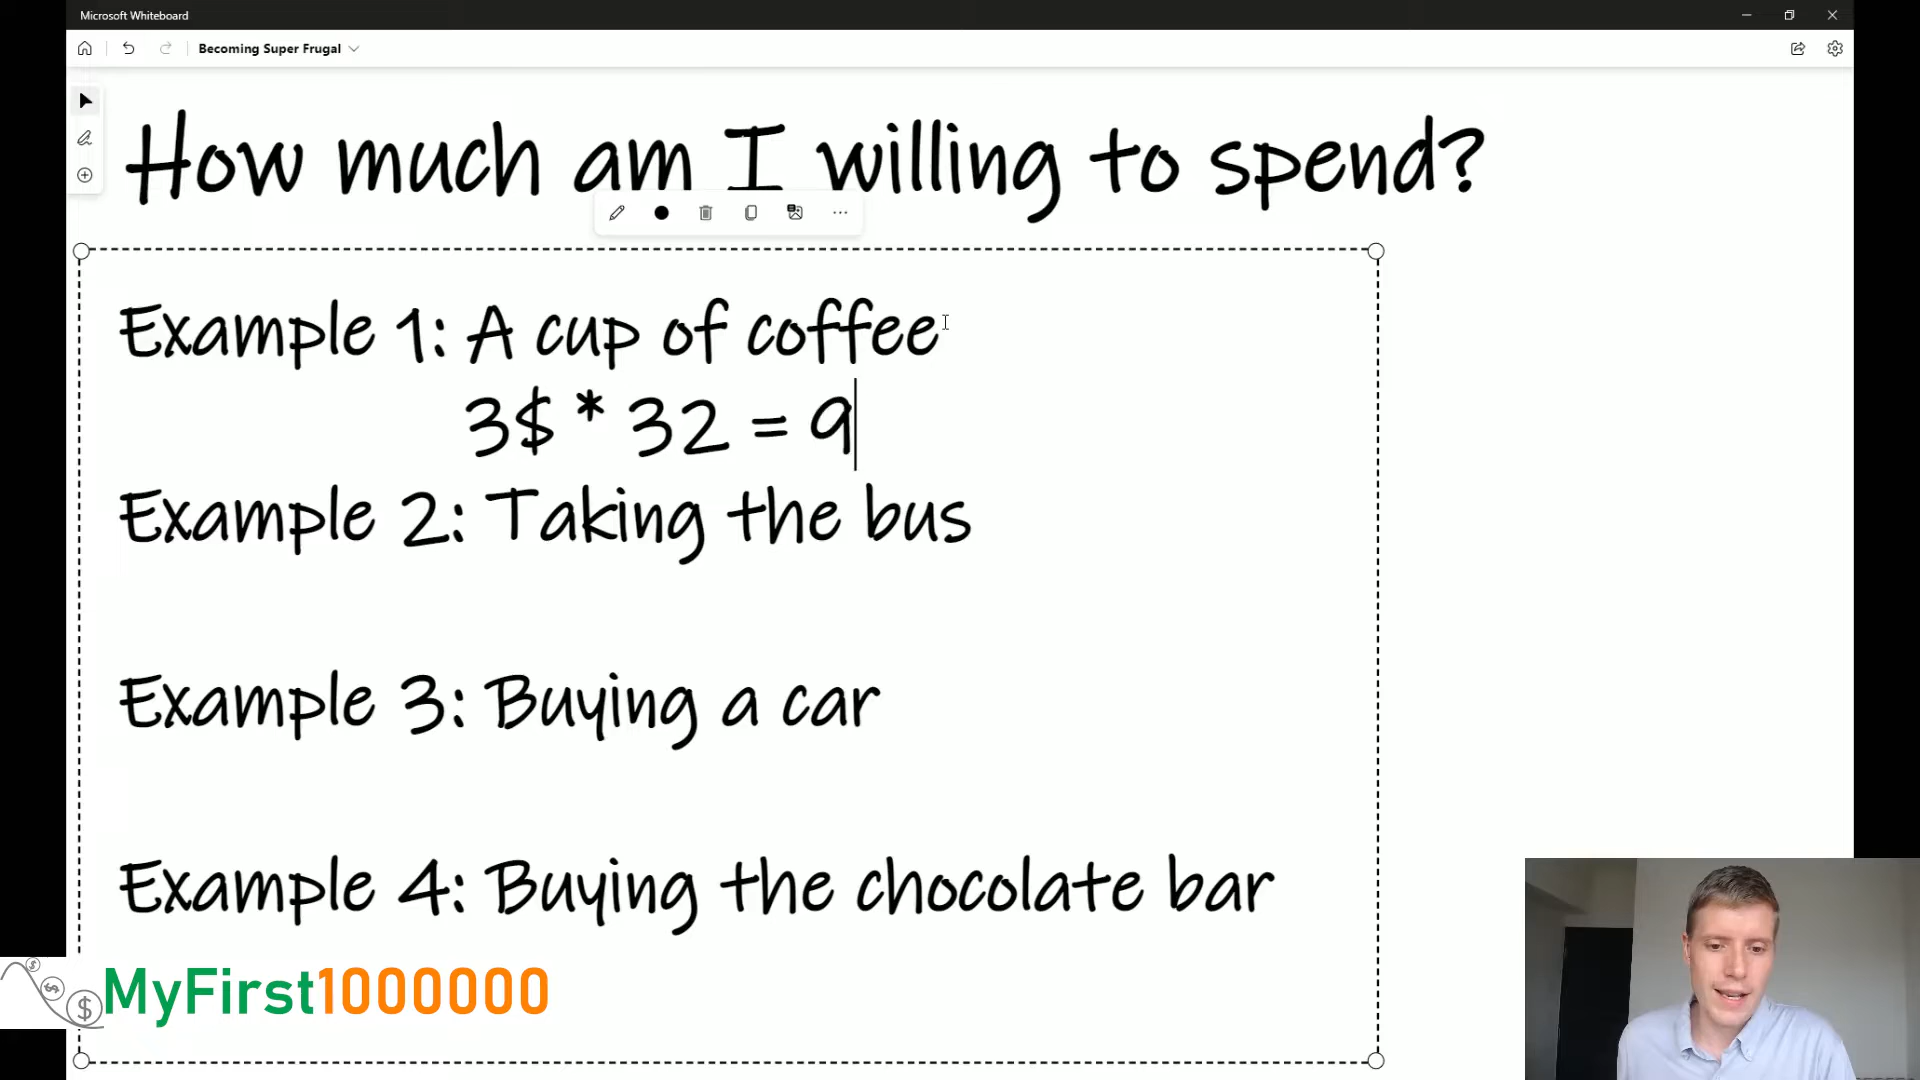 Microsoft Whiteboard
Becoming Super Frugal
How much am I willing to spend?
Example 1: A cup of coffee
3$ * 32 = 9
Example 2: Taking the bus
Example 3: Buying a car
Example 4: Buying the chocolate bar
MyFirst1000000